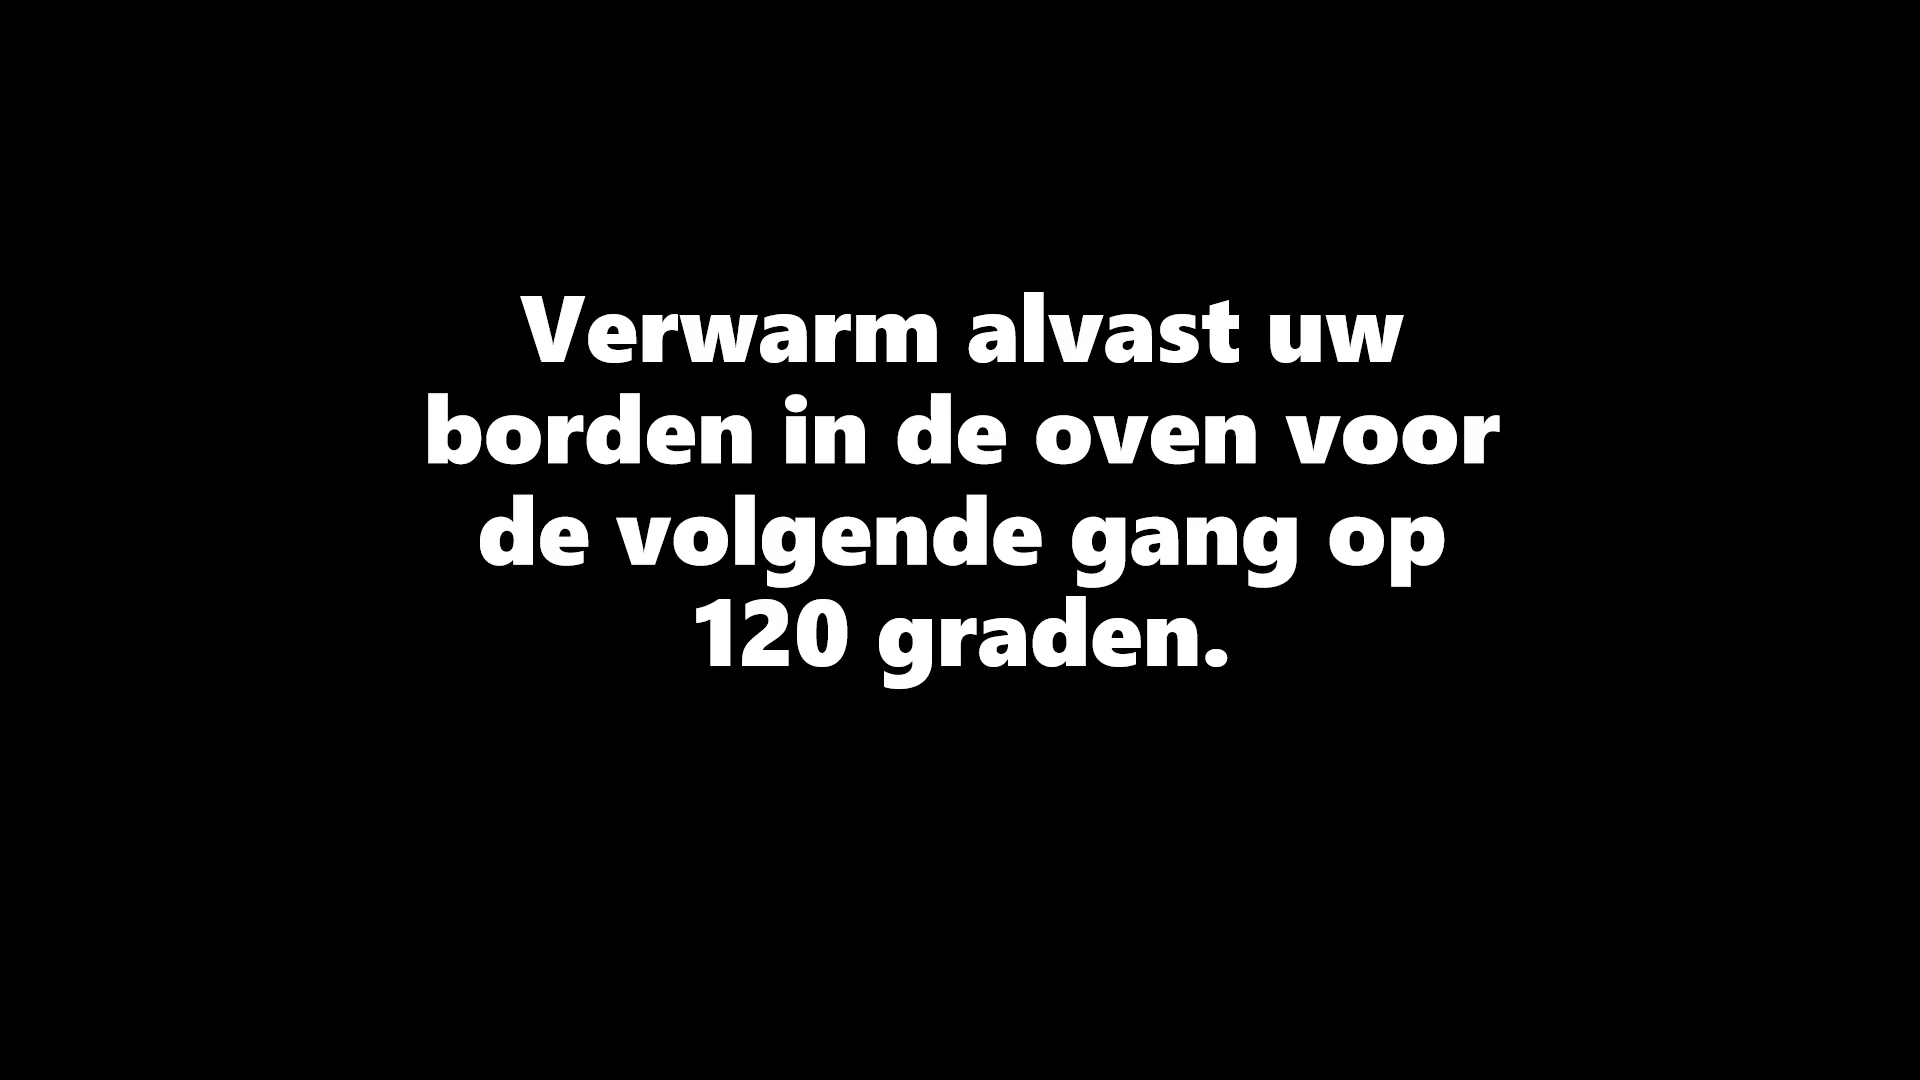 Verwarm alvast uw
borden in de oven voor
de volgende gang op
120 graden.